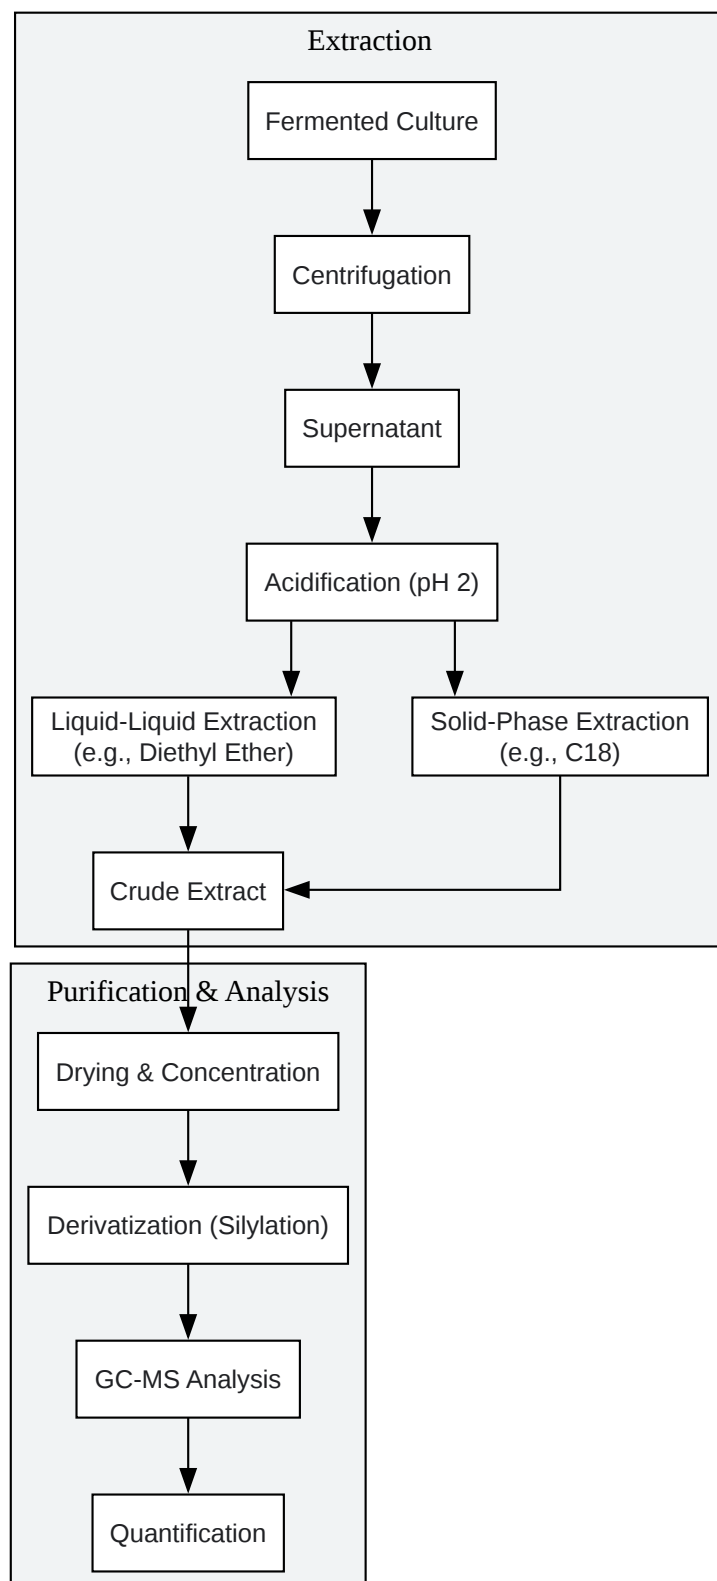 Extraction
Fermented Culture
Centrifugation
Supernatant
Acidification (pH 2)
Liquid-Liquid Extraction
(e.g., Diethyl Ether)
Solid-Phase Extraction
(e.g., C18)
Crude Extract
Purification & Analysis
Drying & Concentration
Derivatization (Silylation)
GC-MS Analysis
Quantification